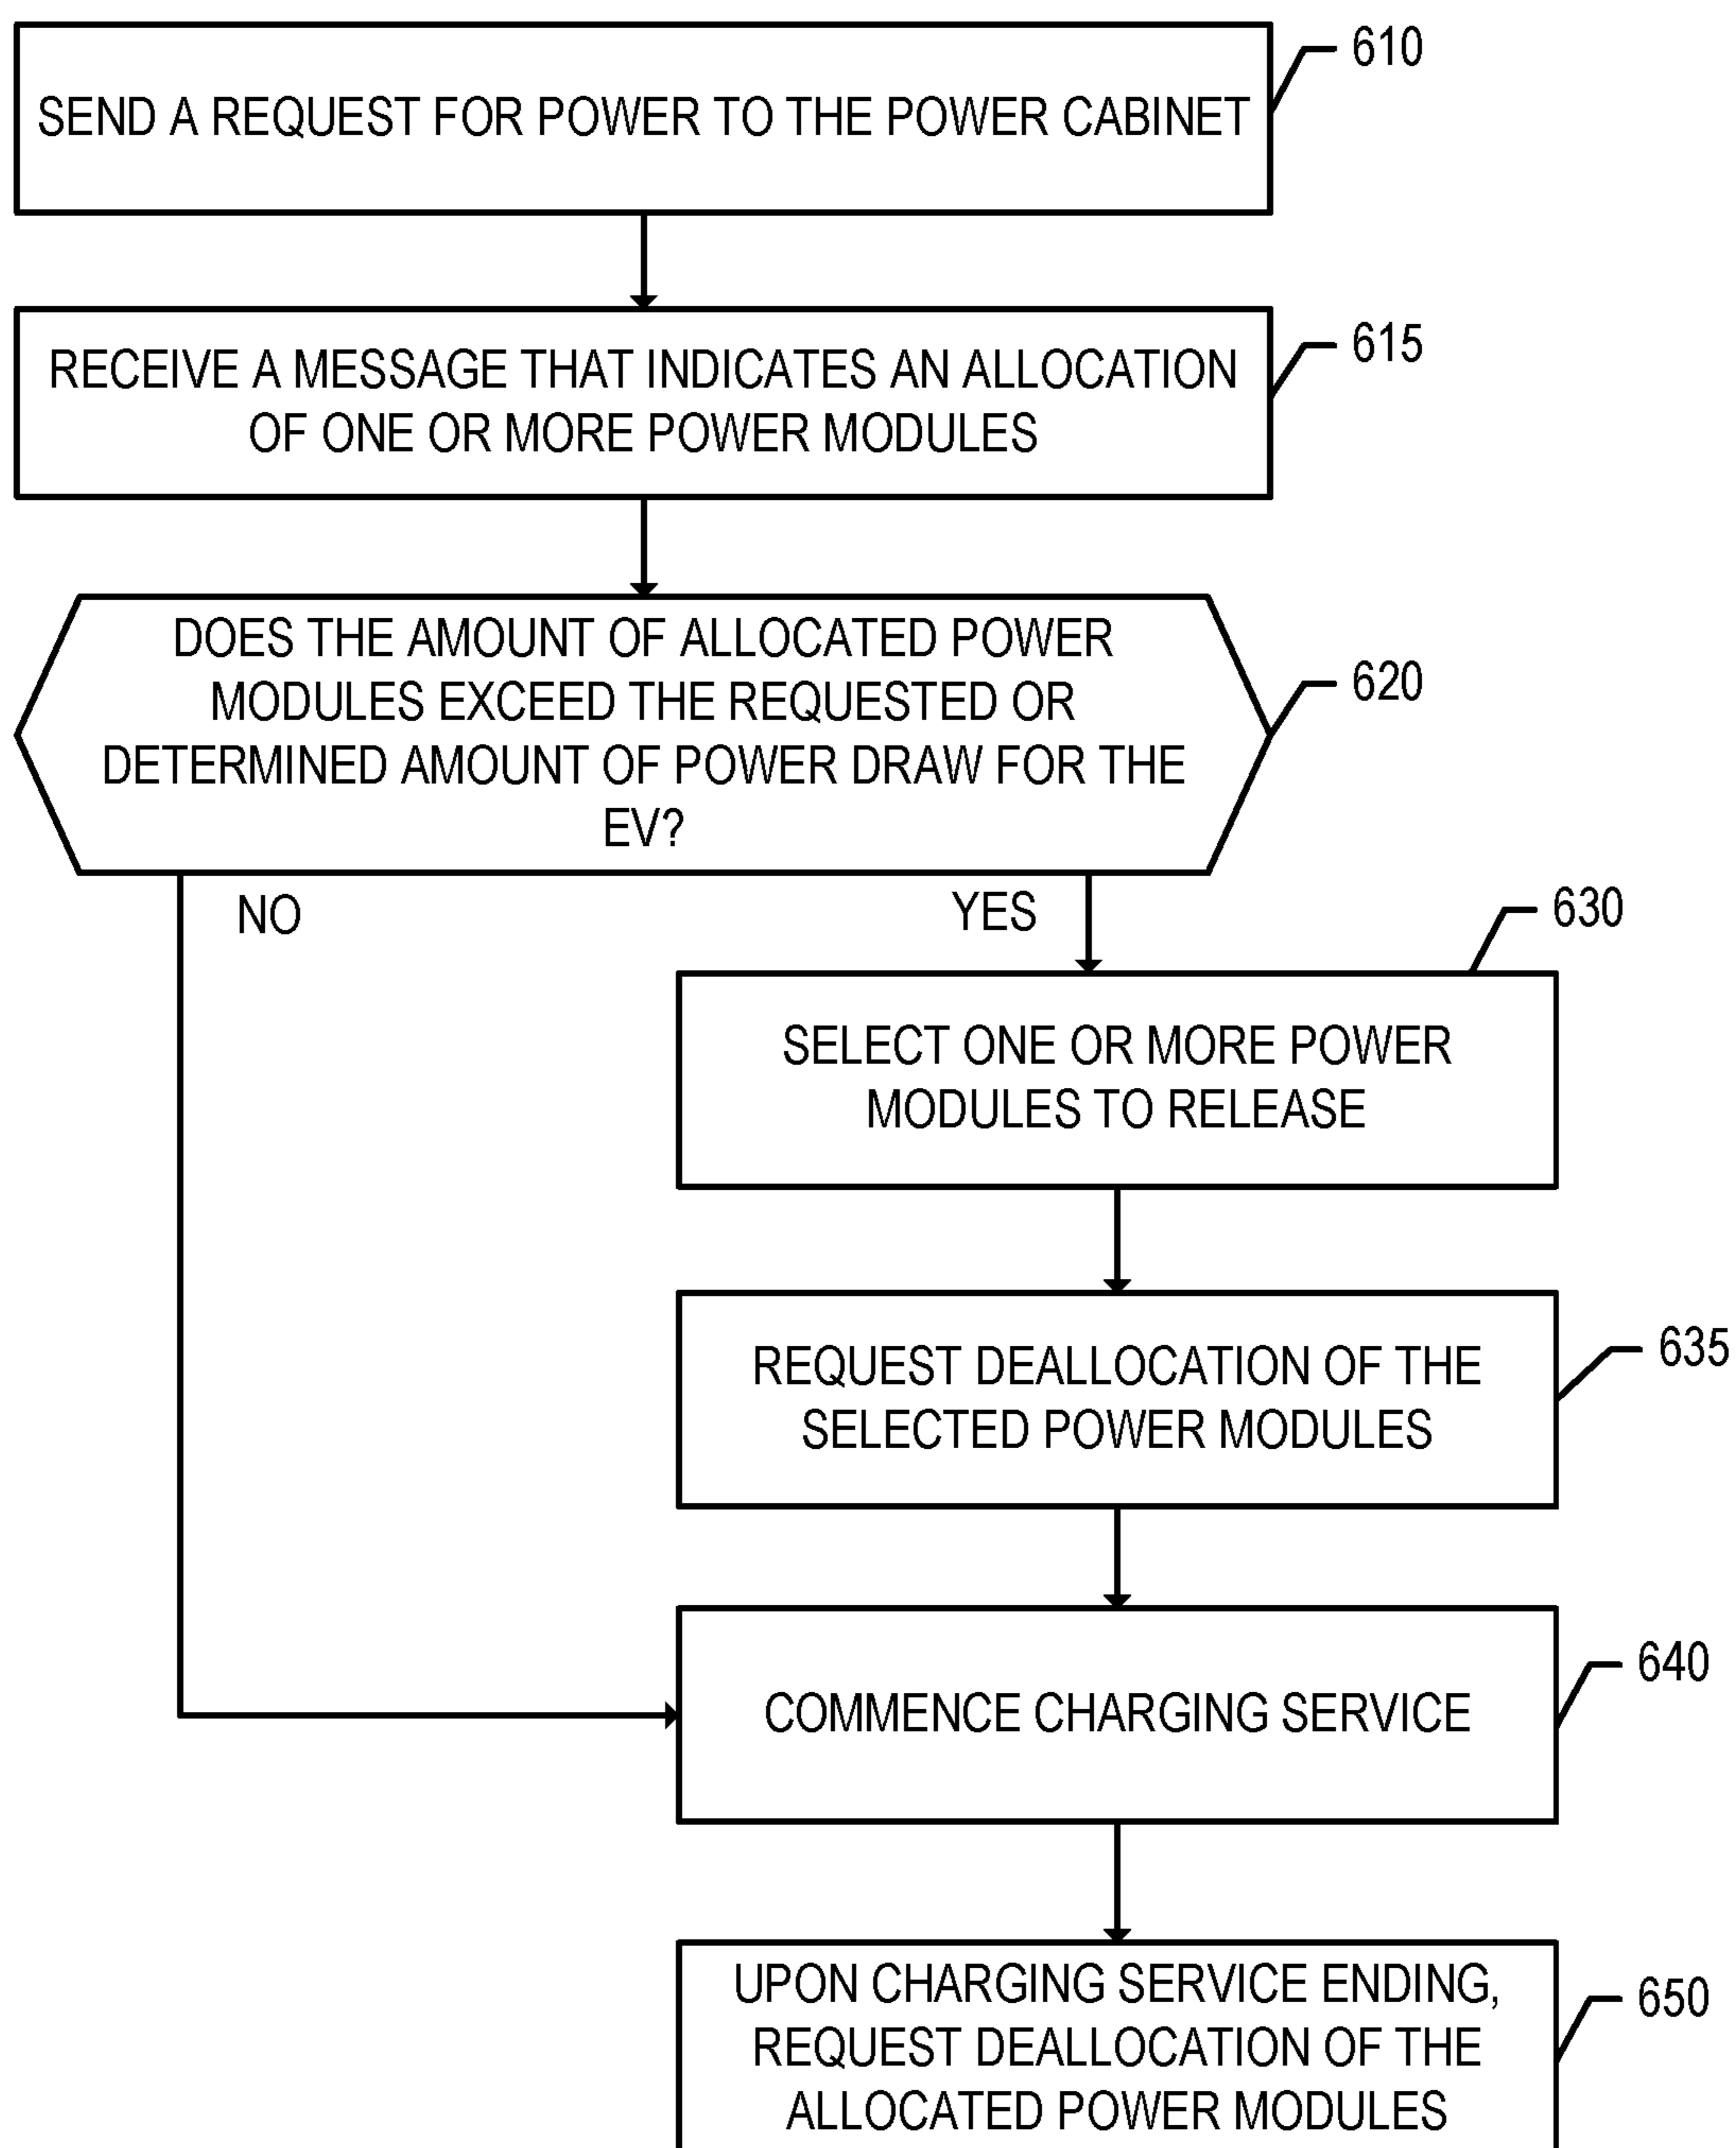 610
SEND A REQUEST FOR POWER TO THE POWER CABINET
615
RECEIVE A MESSAGE THAT INDICATES AN ALLOCATION
OF ONE OR MORE POWER MODULES
DOES THE AMOUNT OF ALLOCATED POWER
MODULES EXCEED THE REQUESTED OR
620
DETERMINED AMOUNT OF POWER DRAW FOR THE
EV?
NO
YES
630
SELECT ONE OR MORE POWER
MODULES TO RELEASE
635
REQUEST DEALLOCATION OF THE
SELECTED POWER MODULES
640
COMMENCE CHARGING SERVICE
650
UPON CHARGING SERVICE ENDING,
REQUEST DEALLOCATION OF THE
ALLOCATED POWER MODULES